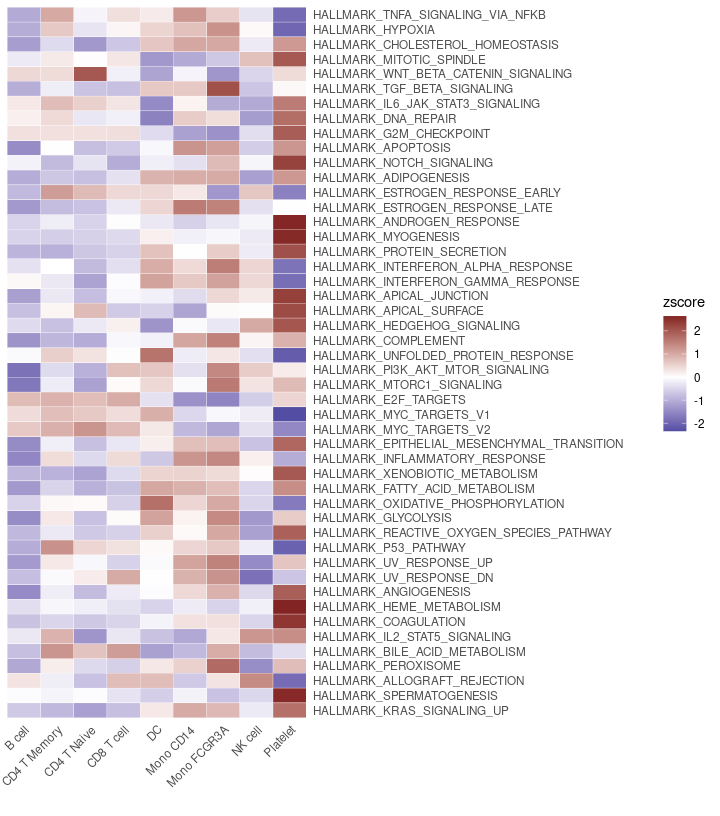 HALLMARK_TNFA_SIGNALING_VIA_NFKB
HALLMARK_HYPOXIA
HALLMARK_CHOLESTEROL_HOMEOSTASIS
HALLMARK_MITOTIC_SPINDLE
HALLMARK_WNT_BETA_CATENIN_SIGNALING
HALLMARK_TGF_BETA_SIGNALING
HALLMARK_IL6_JAK_STAT3_SIGNALING
HALLMARK_DNA_REPAIR
HALLMARK_G2M_CHECKPOINT
HALLMARK_APOPTOSIS
HALLMARK_NOTCH_SIGNALING
HALLMARK_ADIPOGENESIS
HALLMARK_ESTROGEN_RESPONSE_EARLY
HALLMARK_ESTROGEN_RESPONSE_LATE
HALLMARK_ANDROGEN_RESPONSE
HALLMARK_MYOGENESIS
HALLMARK_PROTEIN_SECRETION
HALLMARK_INTERFERON_ALPHA_RESPONSE
HALLMARK_INTERFERON_GAMMA_RESPONSE
HALLMARK_APICAL_JUNCTION
HALLMARK_APICAL_SURFACE
HALLMARK_HEDGEHOG_SIGNALING
HALLMARK_COMPLEMENT
HALLMARK_UNFOLDED_PROTEIN_RESPONSE
HALLMARK_PI3K_AKT_MTOR_SIGNALING
HALLMARK_MTORC1_SIGNALING
HALLMARK_E2F_TARGETS
HALLMARK_MYC_TARGETS_V1
HALLMARK_MYC_TARGETS_V2
HALLMARK_EPITHELIAL_MESENCHYMAL_TRANSITION
HALLMARK_INFLAMMATORY_RESPONSE
HALLMARK_XENOBIOTIC_METABOLISM
HALLMARK_FATTY_ACID_METABOLISM
HALLMARK_OXIDATIVE_PHOSPHORYLATION
HALLMARK_GLYCOLYSIS
HALLMARK_REACTIVE_OXYGEN_SPECIES_PATHWAY
HALLMARK_P53_PATHWAY
HALLMARK_UV_RESPONSE_UP
HALLMARK_UV_RESPONSE_DN
HALLMARK_ANGIOGENESIS
HALLMARK_HEME_METABOLISM
HALLMARK_COAGULATION
HALLMARK_IL2_STAT5_SIGNALING
HALLMARK_BILE_ACID_METABOLISM
HALLMARK_PEROXISOME
HALLMARK_ALLOGRAFT_REJECTION
HALLMARK_SPERMATOGENESIS
HALLMARK_KRAS_SIGNALING_UP
B cell
CD4 T Memory
CD4 T Naive
CD8 T cell
DC
Mono CD14
Mono FCGR3A
NK cell
Platelet
zscore
2
1
0
-1
-2